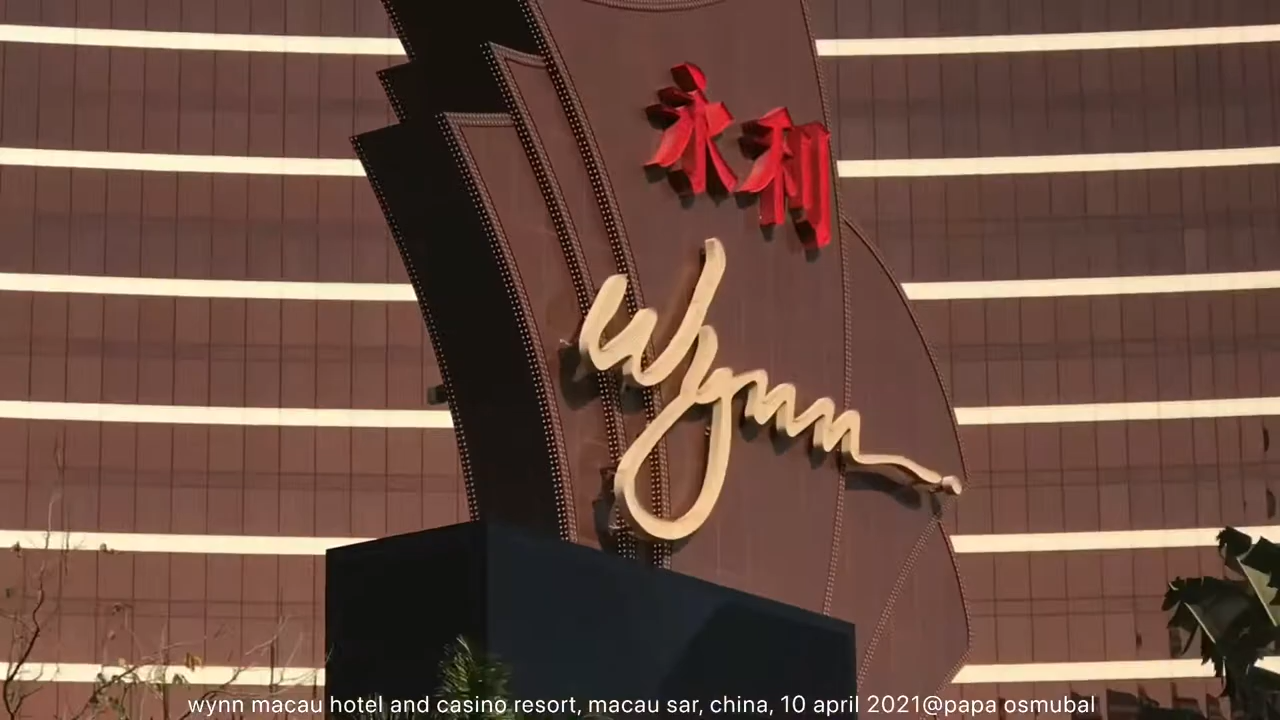 永利
Wynn
wynn macau hotel and casino resort, macau sar, china, 10 april 2021@papa osmubal